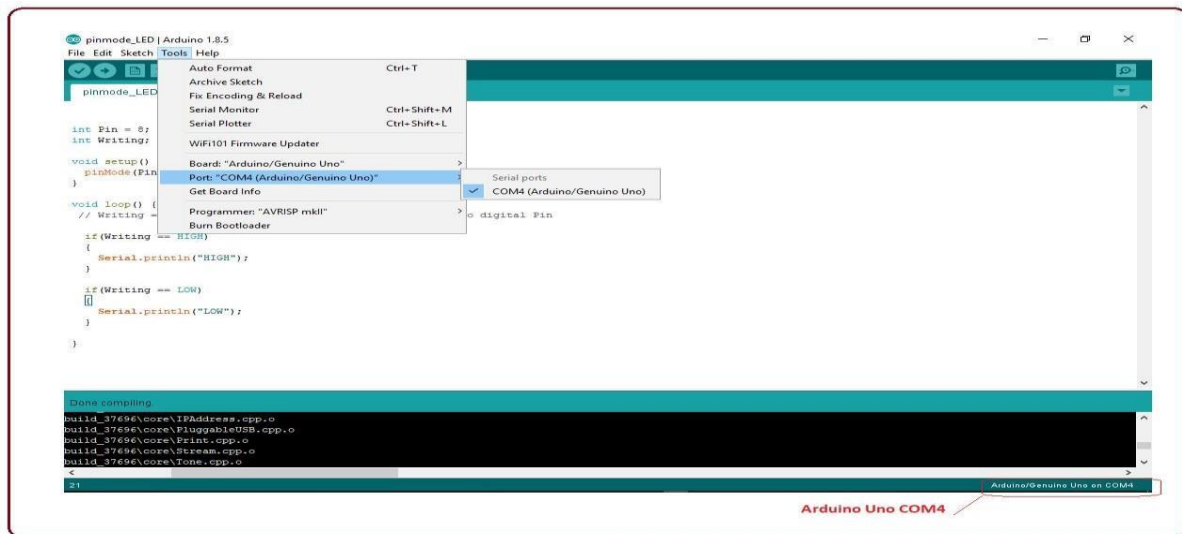 pinmode_LED | Arduino 1.8.5
File Edit Sketch Tools Help
pinmode_LED
Auto Format Ctrl+T
Archive Sketch
Fix Encoding & Reload
Serial Monitor Ctrl+Shift+M
Serial Plotter Ctrl+Shift+L
WiFi101 Firmware Updater
Board: "Arduino/Genuino Uno"
Port: "COM4 (Arduino/Genuino Uno)"
Get Board Info
Programmer: "AVRISP mkII"
Burn Bootloader
Serial ports
COM4 (Arduino/Genuino Uno)
int Pin = 8;
int Writing;
void setup()
pinMode(Pin
}
void loop() {
// Writing = o digital Pin
if(Writing == HIGH)
{
Serial.println("HIGH");
}
if(Writing == LOW)
{
Serial.println("LOW");
}
}
Done compiling.
build_37696\core\IPAddress.cpp.o
build_37696\core\PluggableUSB.cpp.o
build_37696\core\Print.cpp.o
build_37696\core\Stream.cpp.o
build_37696\core\Tone.cpp.o
21 Arduino/Genuino Uno on COM4
Arduino Uno COM4